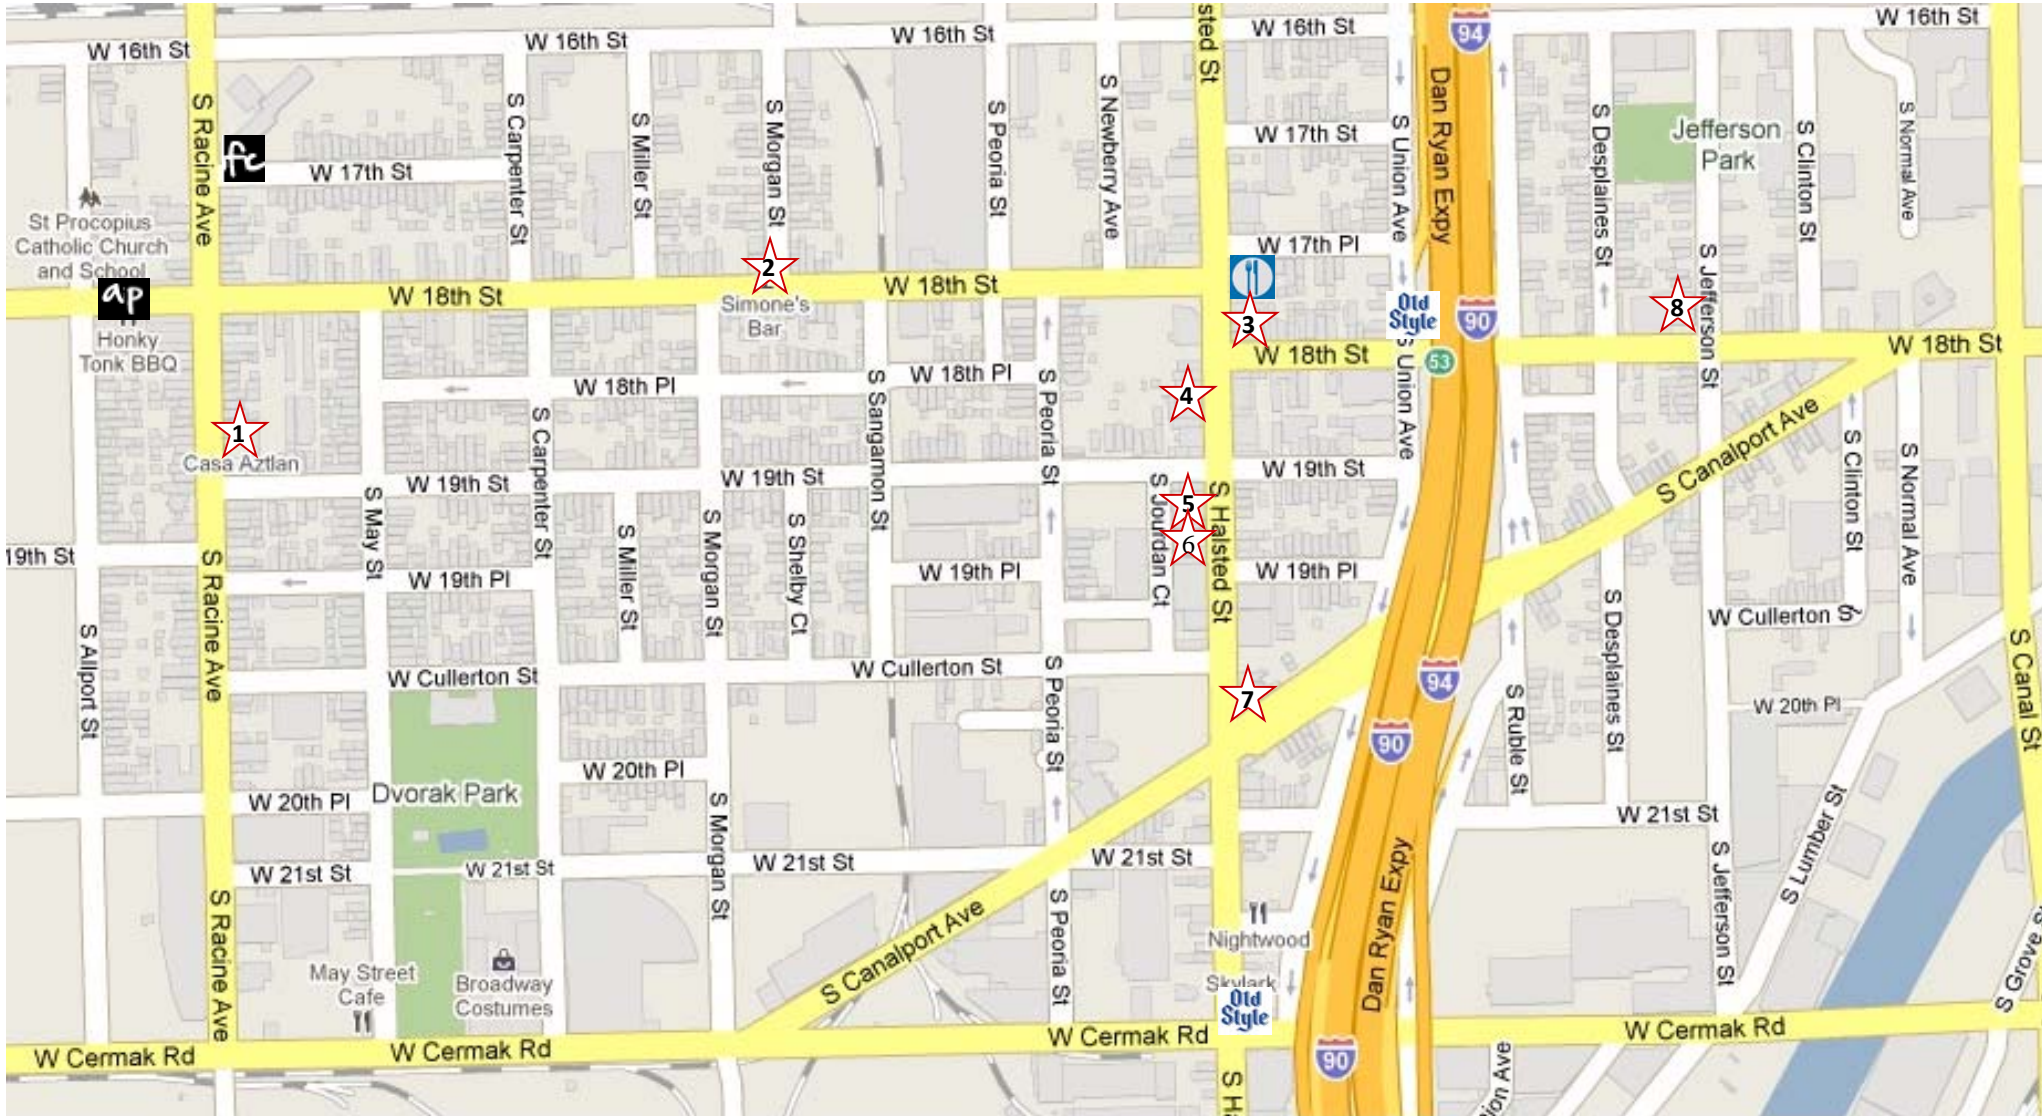 W 16th St
W 16th St
W 16th St
sted St
W 16th St
94
W 16th St
S Racine Ave
S Carpenter St
S Miller St
S Morgan St
S Peoria St
S Newberry Ave
W 17th St
S Union Ave
Dan Ryan Expy
S Desplaines St
Jefferson
Park
S Clinton St
S Normal Ave
fc
W 17th St
St Procopius
Catholic Church
and School
W 17th Pl
S Jefferson St
ap
W 18th St
2
W 18th St
Simone's
Bar
3
Old
Style
90
8
Honky
Tonk BBQ
W 18th St
53
W 18th St
S Union Ave
W 18th Pl
W 18th Pl
S Sangamon St
S Peoria St
4
1
Casa Aztlan
S Carpenter St
S Canalport Ave
S Clinton St
S Normal Ave
W 19th St
W 19th St
W 19th St
S May St
S Miller St
S Morgan St
S Shelby Ct
S Jourdan Ct
5
6
S Halsted St
19th St
S Racine Ave
W 19th Pl
W 19th Pl
W 19th Pl
S Desplaines St
W Cullerton S
S Allport St
W Cullerton St
W Cullerton St
S Peoria St
7
94
S Ruble St
W 20th Pl
S Canal St
90
W 20th Pl
W 20th Pl
Dvorak Park
S Morgan St
W 21st St
S Lumber St
W 21st St
W 21st St
W 21st St
W 21st St
S Jefferson St
S Racine Ave
S Canalport Ave
S Peoria St
Nightwood
Dan Ryan Expy
May Street
Cafe
Broadway
Costumes
Skylark
Old
Style
S Grove S
W Cermak Rd
W Cermak Rd
W Cermak Rd
W Cermak Rd
90
S Ha
ion Ave